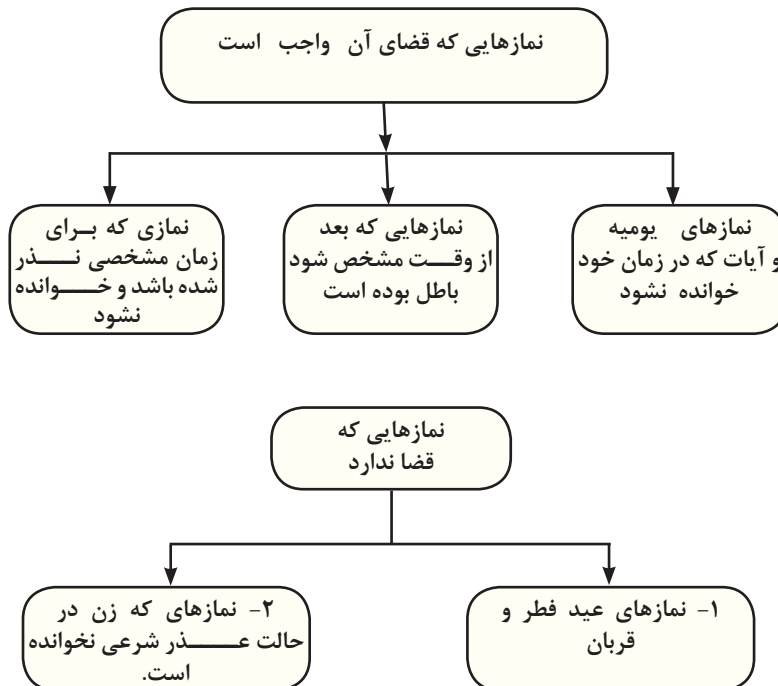 نمازهایی که قضای آن واجب است
نمازهای یومیه
و آیات که در زمان خود
خوانده نشود
نمازهایی که بعد
از وقت مشخص شود
باطل بوده است
نمازی که برای
زمان مشخصی نذر
شده باشد و خوانده
نشود
نمازهایی که
قضا ندارد
۱- نمازهای عید فطر و
قربان
۲- نمازهای که زن در
حالت عذر شرعی نخوانده
است.